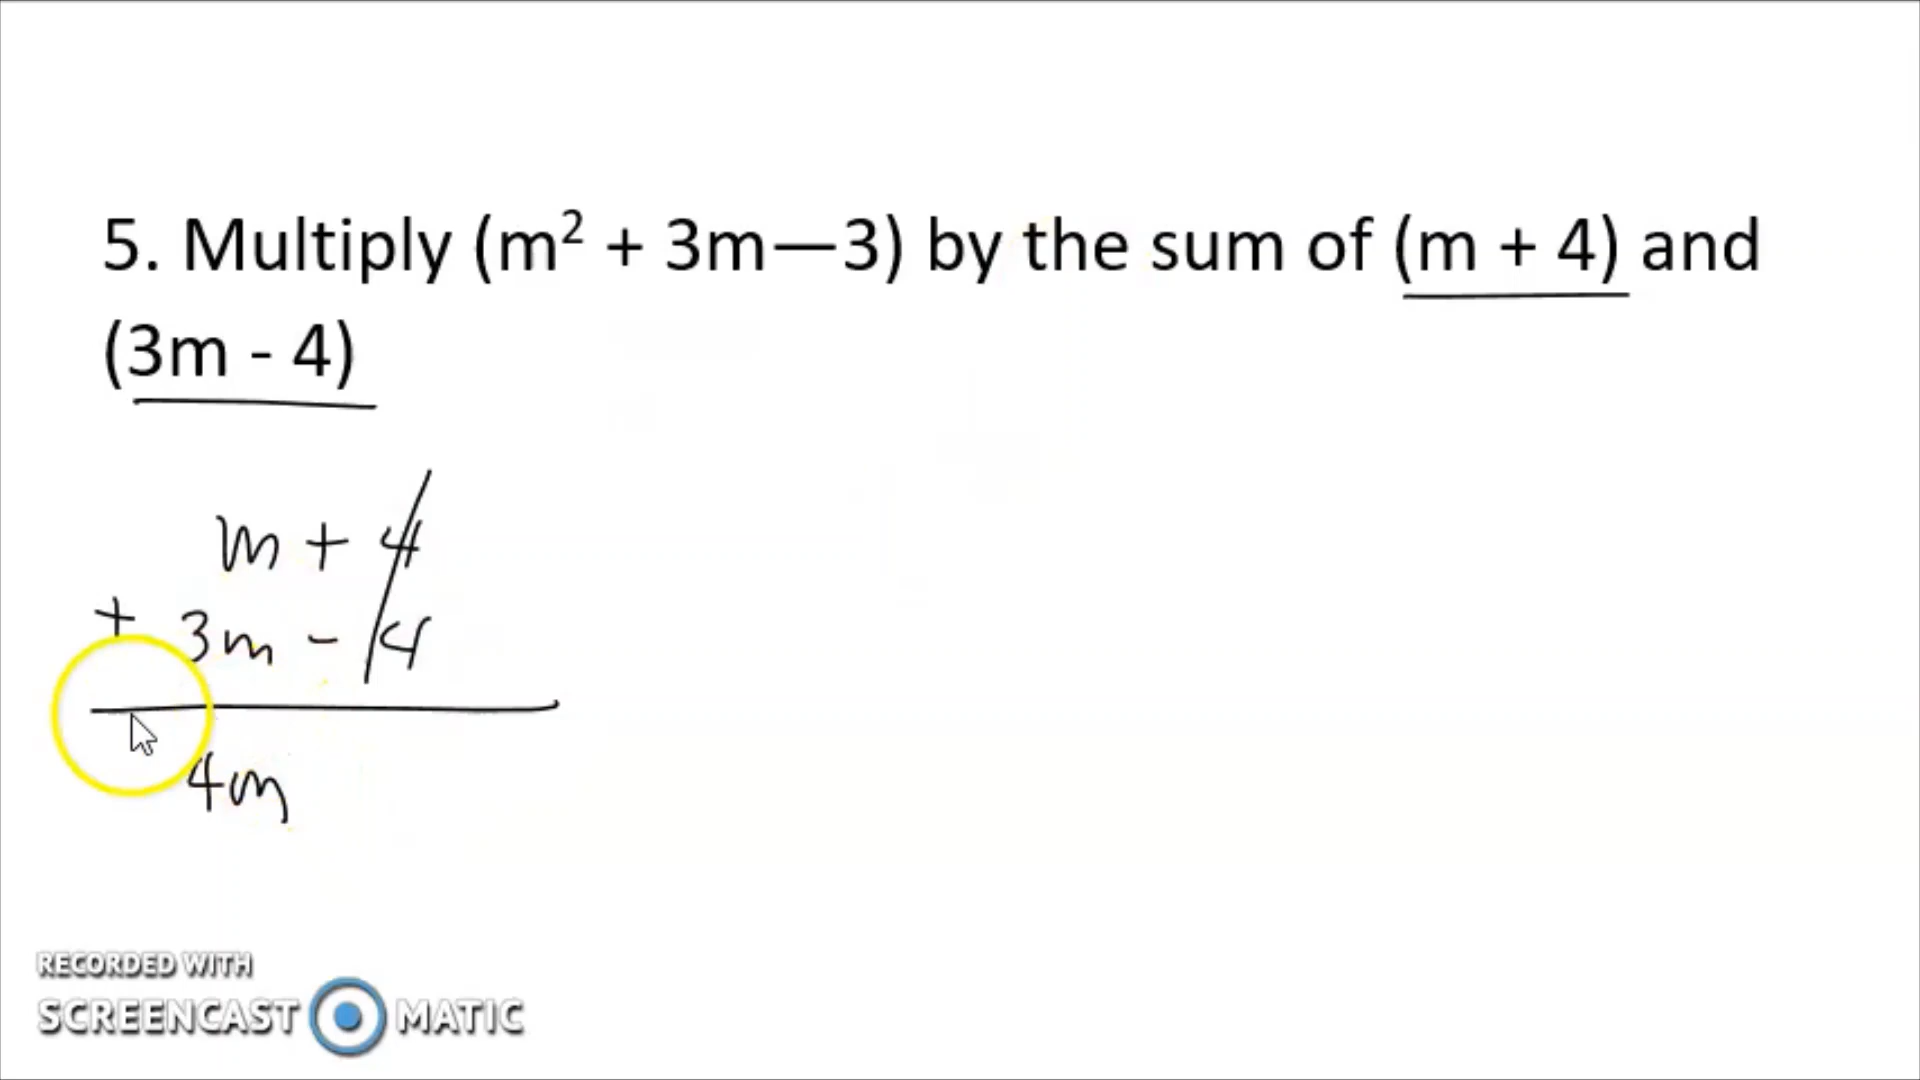 5. Multiply (m² + 3m—3) by the sum of (m + 4) and
(3m - 4)
m + 4
+ 3m - 4
4m
RECORDED WITH
SCREENCAST MATIC